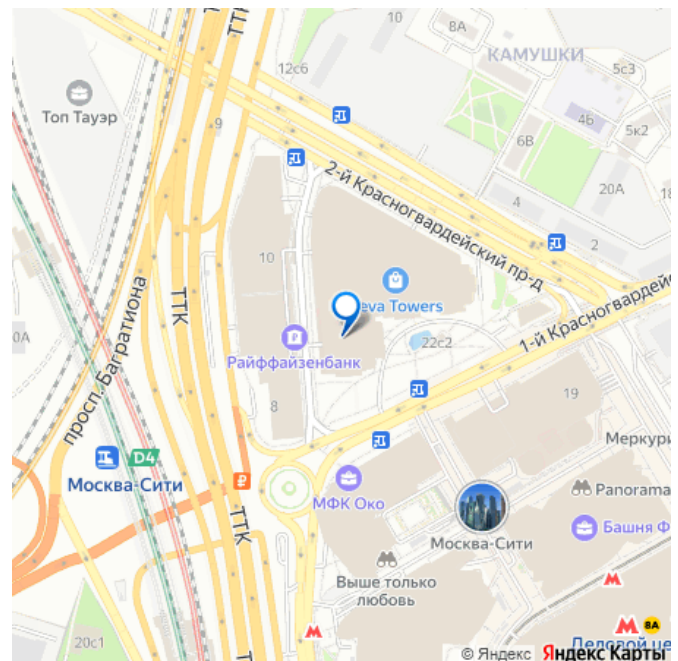 ТТК
10
8А
КАМУШКИ
5с3
12с6
Топ Тауэр
9
4Б
5к2
6В
20А
4
2-й Красногвардейский пр-д
2
10
eva Towers
1-й Красногвардейс
22с2
ТТК
просп. Багратиона
0А
Райффайзенбанк
8
19
Меркури
D4
Москва-Сити
₽
МФК Око
Panorama
Башня Ф
Москва-Сити
ТТК
Выше только
любовь
20с1
8А
Деловой це
© Яндекс Яндекс Карты